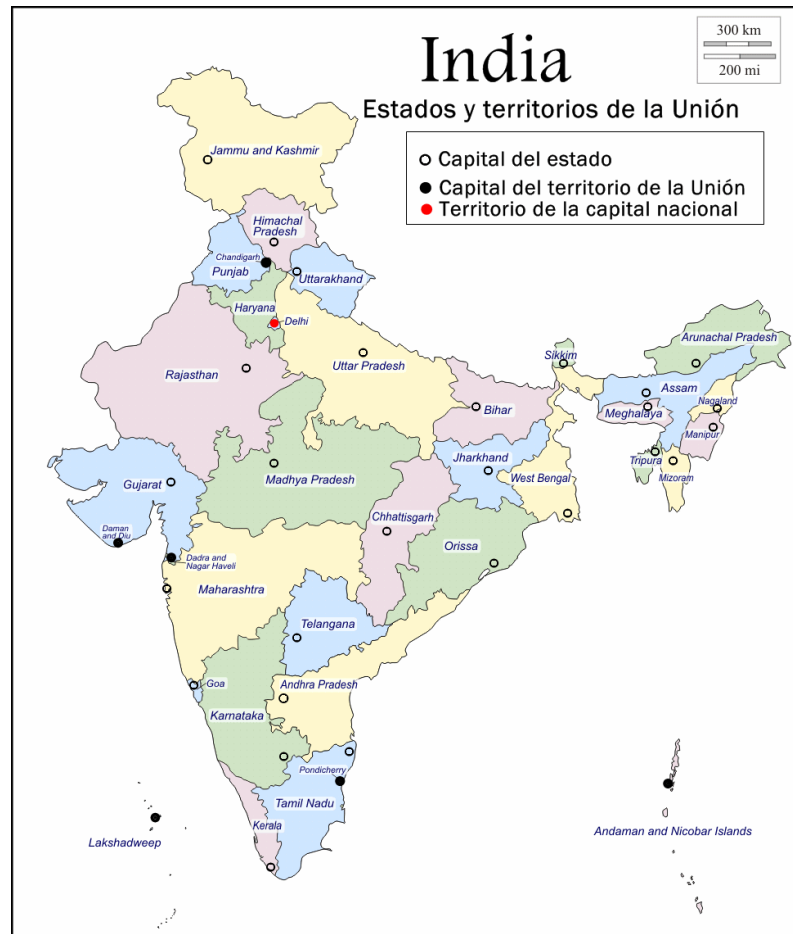 India
300 km
200 mi
Estados y territorios de la Unión
Capital del estado
Capital del territorio de la Unión
Territorio de la capital nacional
Jammu and Kashmir
Himachal
Pradesh
Chandigarh
Punjab
Uttarakhand
Haryana
Delhi
Arunachal Pradesh
Sikkim
Uttar Pradesh
Rajasthan
Assam
Nagaland
Bihar
Meghalaya
Manipur
Jharkhand
Tripura
Mizoram
West Bengal
Gujarat
Madhya Pradesh
Chhattisgarh
Daman
and Diu
Orissa
Dadra and
Nagar Haveli
Maharashtra
Telangana
Goa
Andhra Pradesh
Karnataka
Pondicherry
Tamil Nadu
Kerala
Lakshadweep
Andaman and Nicobar Islands